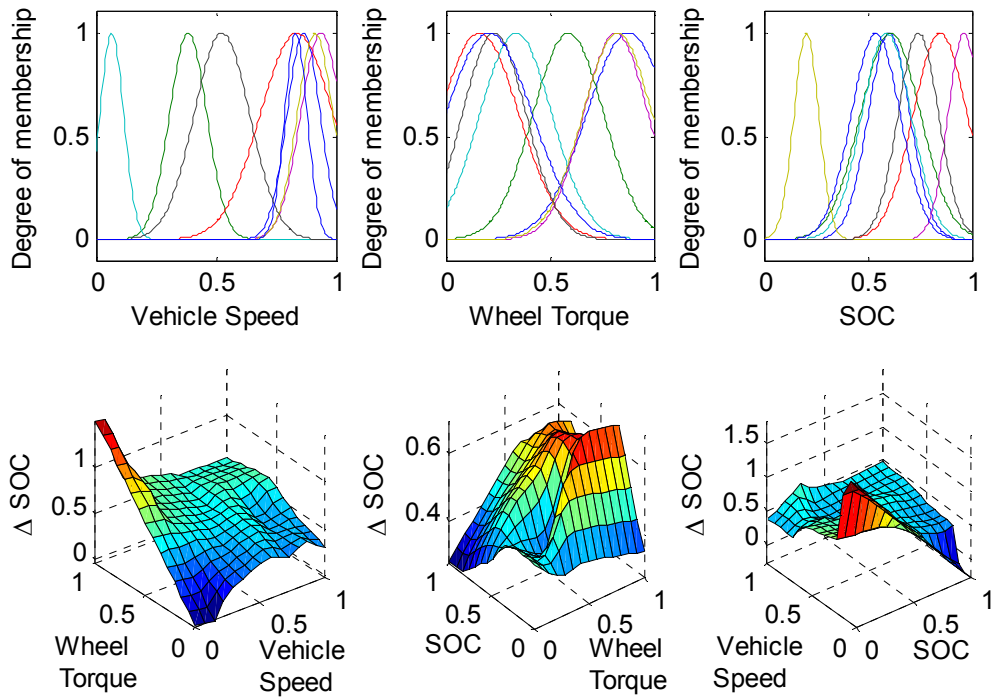 1
0.5
0
Degree of membership
0 0.5 1
Vehicle Speed
1
0.5
0
Degree of membership
0 0.5 1
Wheel Torque
1
0.5
0
Degree of membership
0 0.5 1
SOC
1
0.5
0
Δ SOC
1
0.5
0
Wheel
Torque
0
0.5
1
Vehicle
Speed
0.6
0.4
Δ SOC
1
0.5
0
SOC
0
0.5
1
Wheel
Torque
1.5
1
0.5
0
Δ SOC
1
0.5
0
Vehicle
Speed
0
0.5
1
SOC